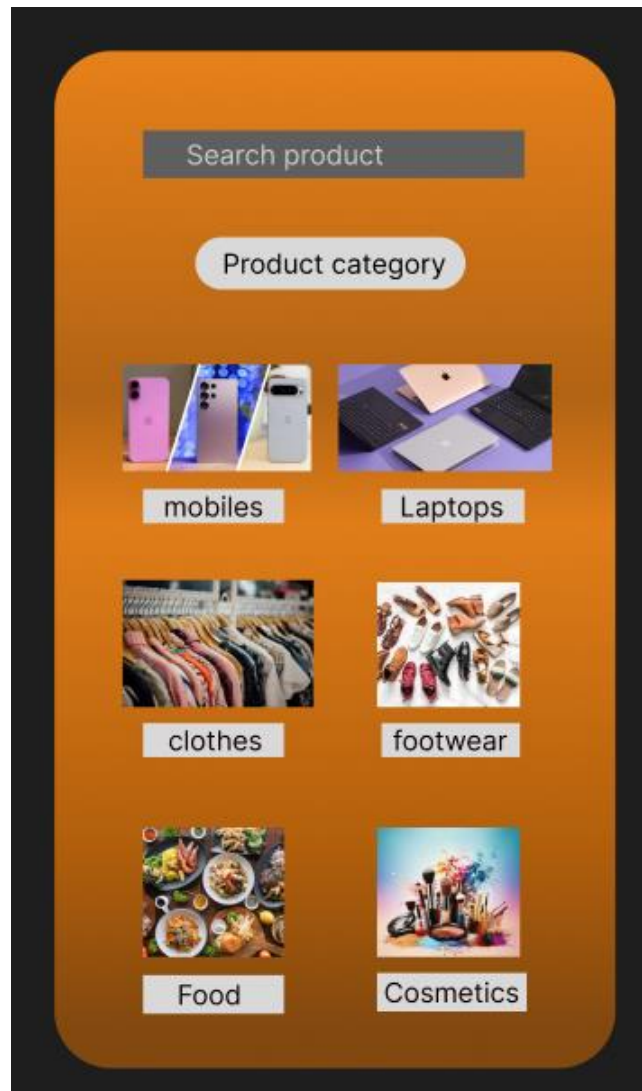 Search product
Product category
mobiles
Laptops
clothes
footwear
Food
Cosmetics